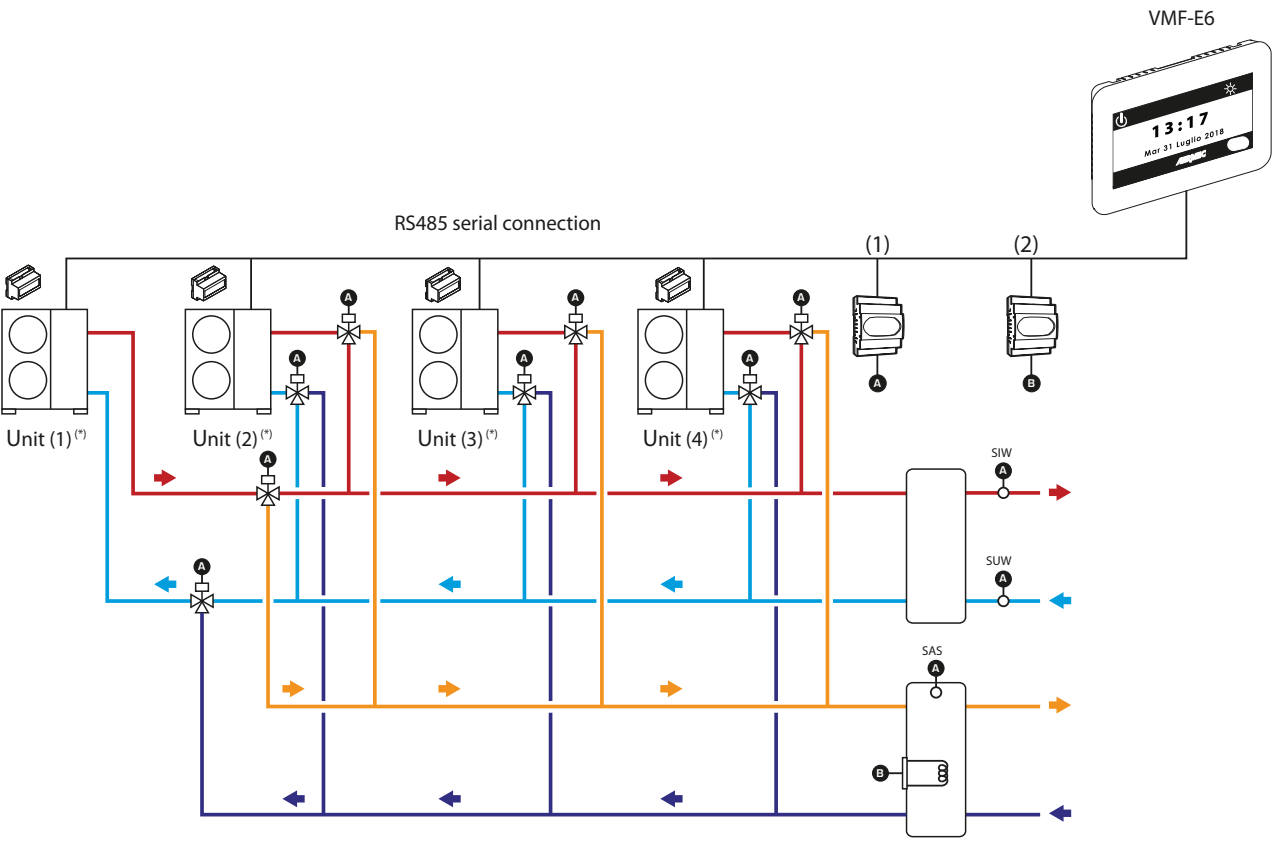 VMF-E6
13:17
Mar 31 Luglio 2018
RS485 serial connection
(1)
(2)
A
A
A
A
A
A
A
B
Unit (1) (*)
Unit (2) (*)
Unit (3) (*)
Unit (4) (*)
A
SIW
A
A
SUW
A
SAS
A
B